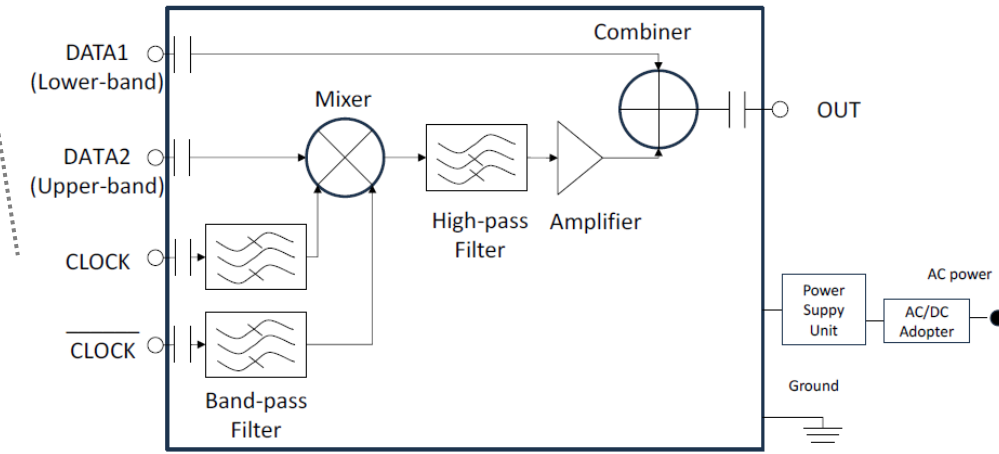 Combiner
DATA1
(Lower-band)
Mixer
OUT
DATA2
(Upper-band)
High-pass
Filter
Amplifier
CLOCK
AC power
Power
Suppy
Unit
AC/DC
Adopter
CLOCK
Ground
Band-pass
Filter